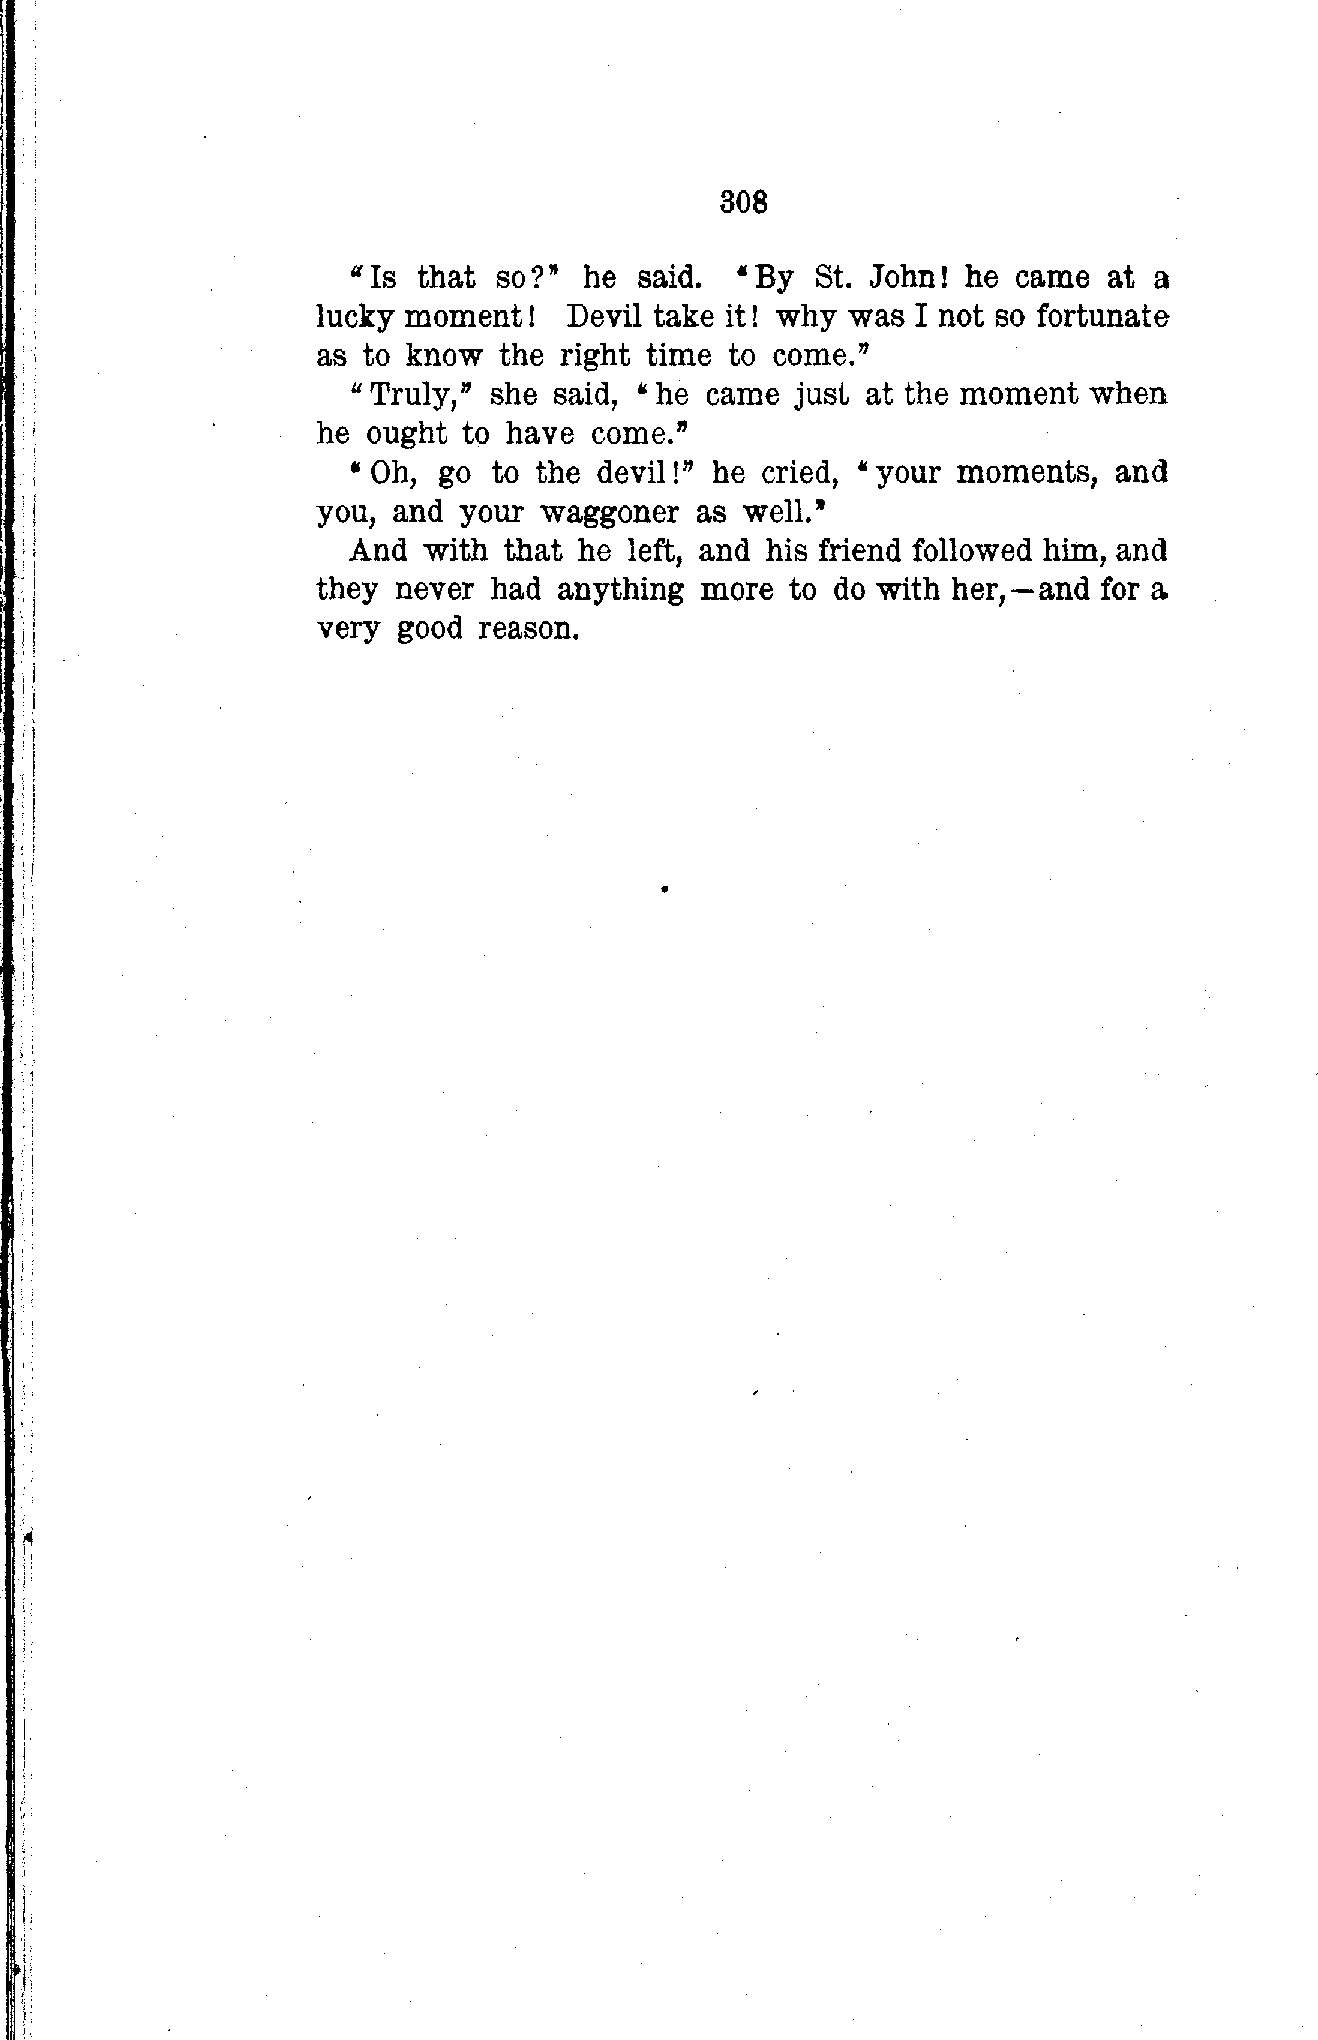 308
"Is that so?" he said. "By St. John! he came at a
lucky moment! Devil take it! why was I not so fortunate
as to know the right time to come."
"Truly," she said, "he came just at the moment when
he ought to have come."
"Oh, go to the devil!" he cried, "your moments, and
you, and your waggoner as well."
And with that he left, and his friend followed him, and
they never had anything more to do with her,—and for a
very good reason.